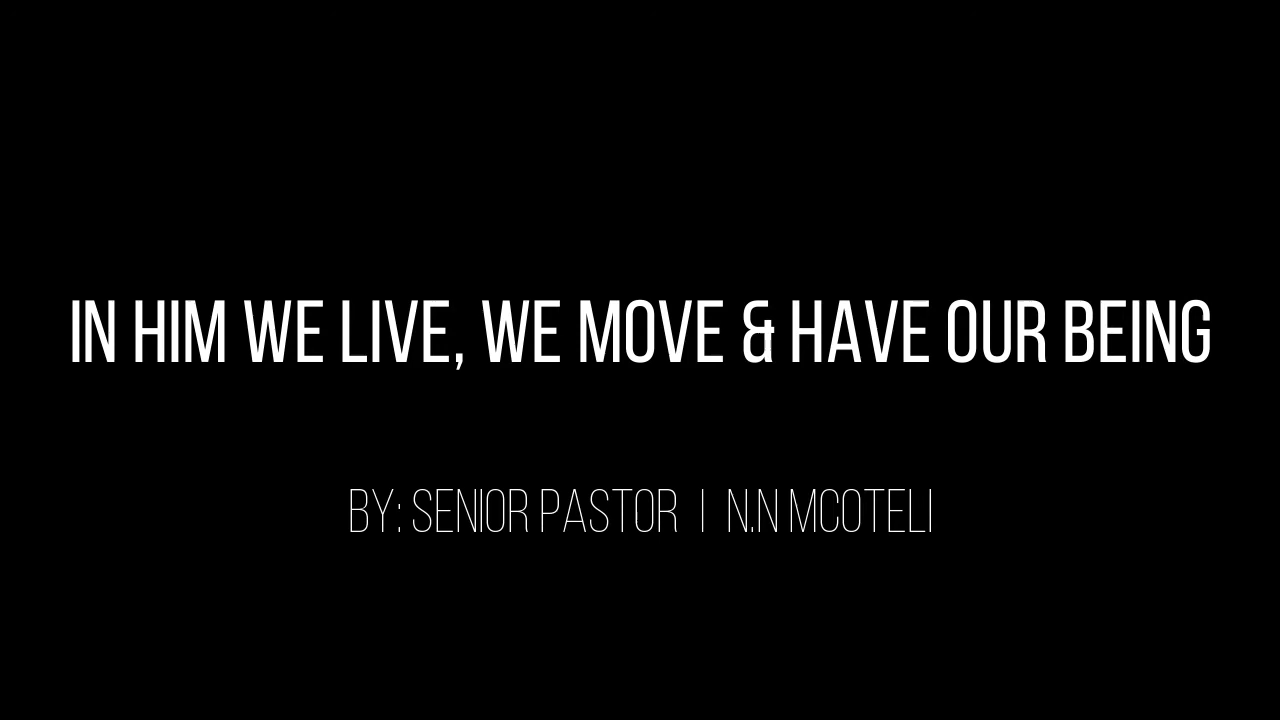 IN HIM WE LIVE, WE MOVE & HAVE OUR BEING
BY: SENIOR PASTOR | N.N MCOTELI